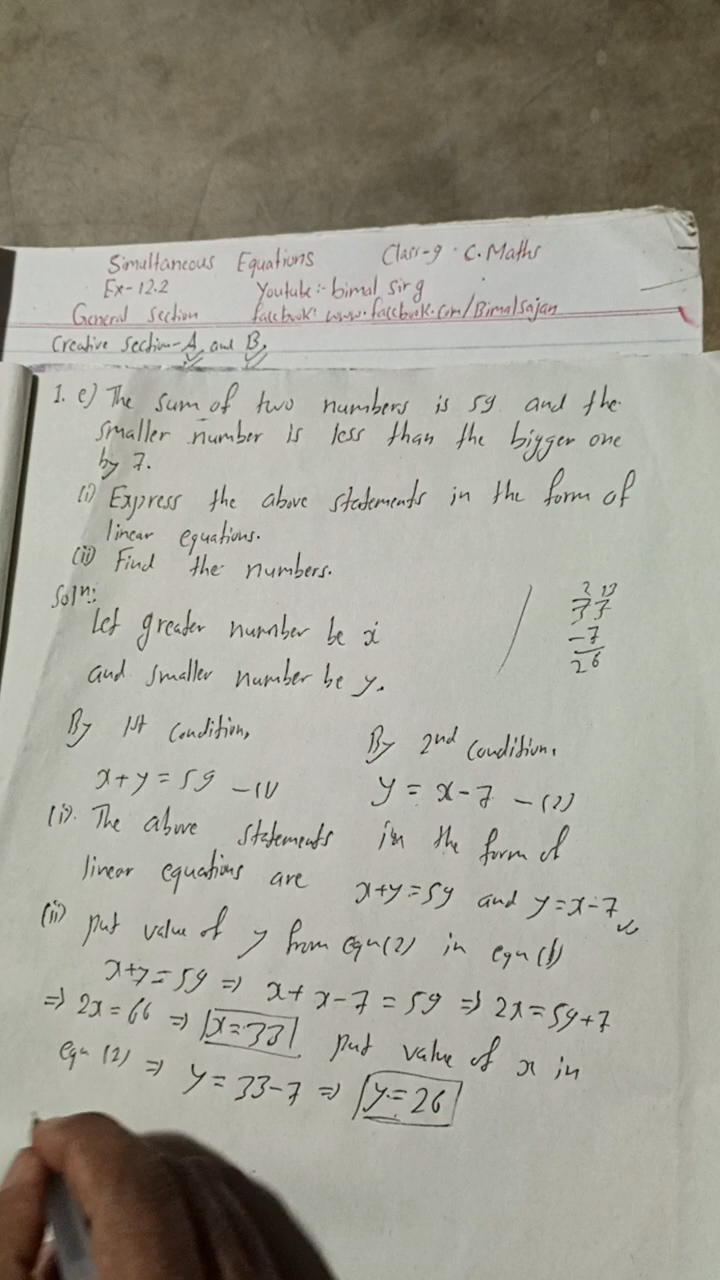 Simultaneous Equations Class-9 C. Maths
Ex-12.2 Youtube:- bimal sir g
General section facebook: www.facebook.com/Bimalsajan
Creative section-A and B,
1. e) The sum of two numbers is 59 and the
smaller number is less than the bigger one
by 7.
(i) Express the above statements in the form of
linear equations.
(ii) Find the numbers.
Soln:
Let greater number be x
and smaller number be y.
2 13
33
-7
26
By 1st condition, By 2nd condition,
x+y=59 -(1) y = x-7 -(2)
(i). The above statements in the form of
linear equations are x+y=59 and y=x-7
(ii) put value of y from eqn(2) in eqn(1)
x+y=59 ⇒ x+x-7=59 ⇒ 2x=59+7
⇒ 2x=66 ⇒ x=33 put value of x in
eqn (2) ⇒ y=33-7 ⇒ y=26